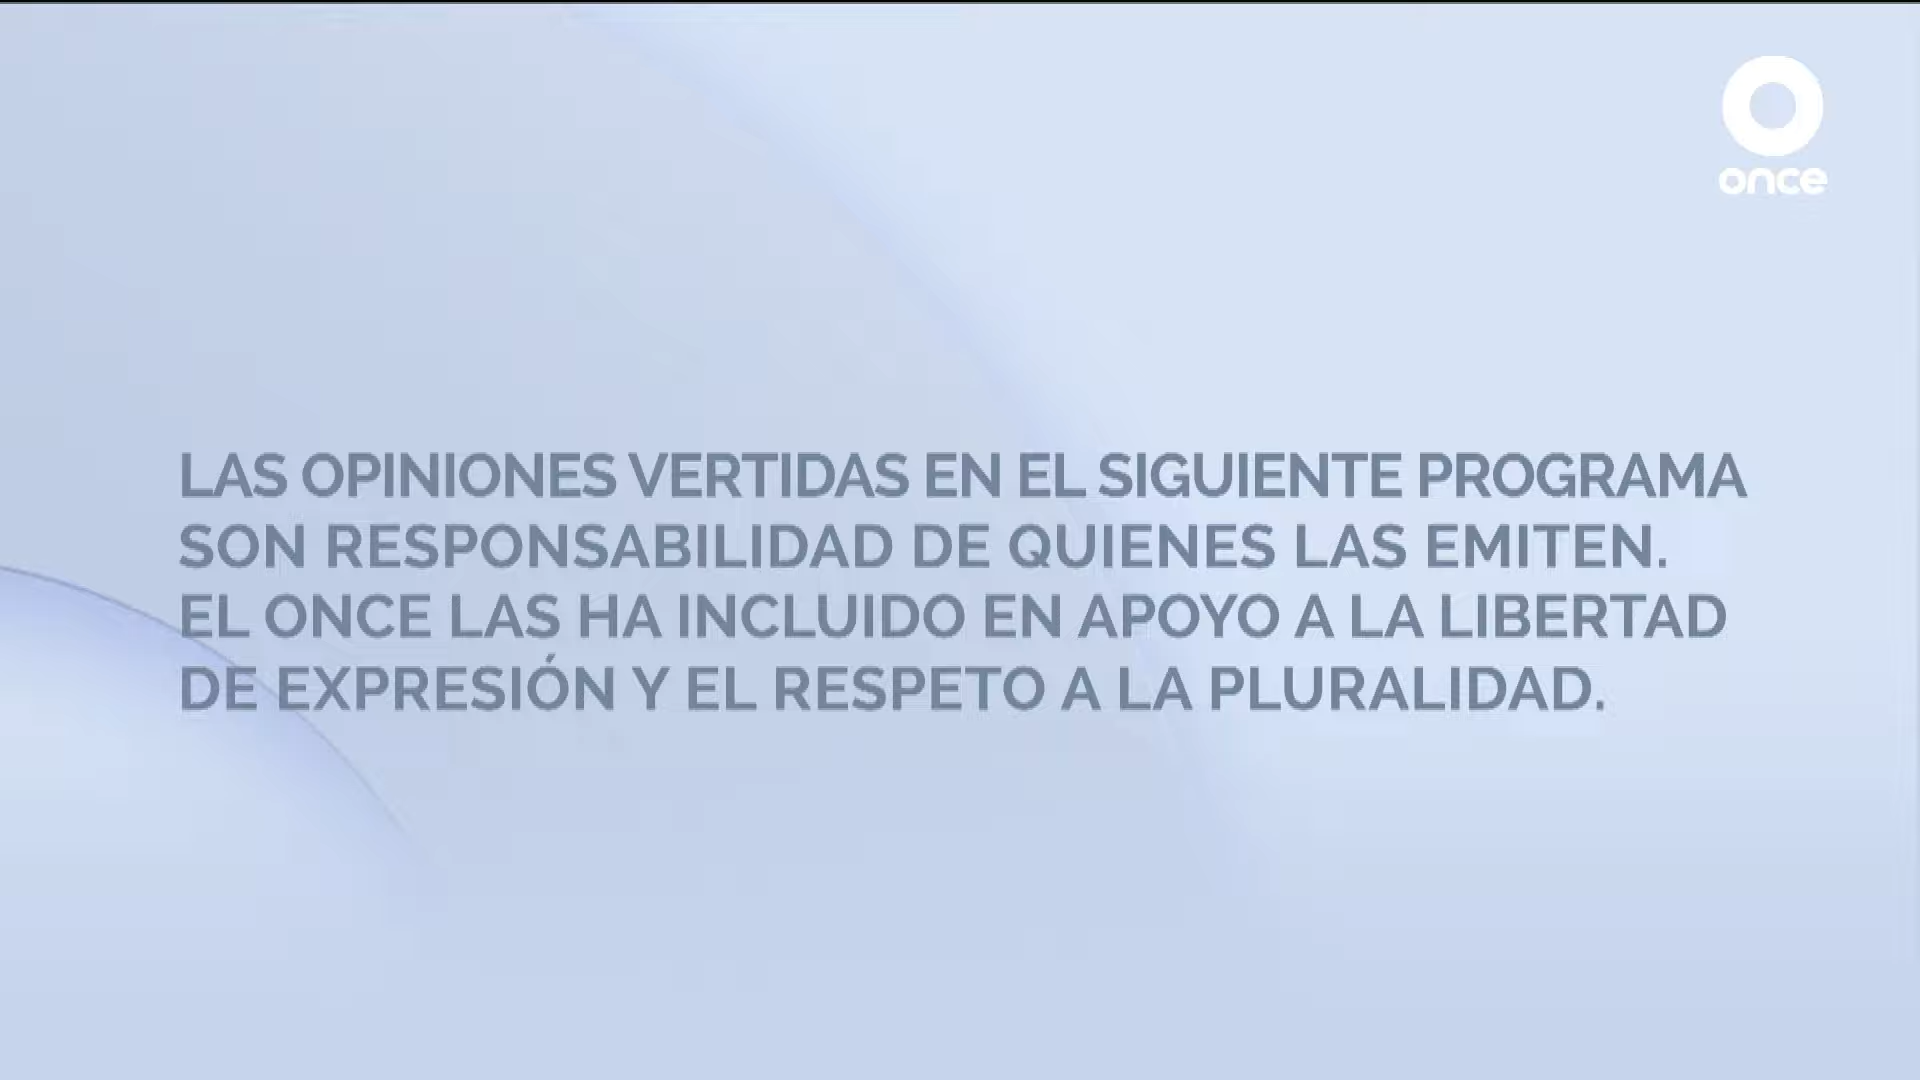 once
LAS OPINIONES VERTIDAS EN EL SIGUIENTE PROGRAMA
SON RESPONSABILIDAD DE QUIENES LAS EMITEN.
EL ONCE LAS HA INCLUIDO EN APOYO A LA LIBERTAD
DE EXPRESIÓN Y EL RESPETO A LA PLURALIDAD.